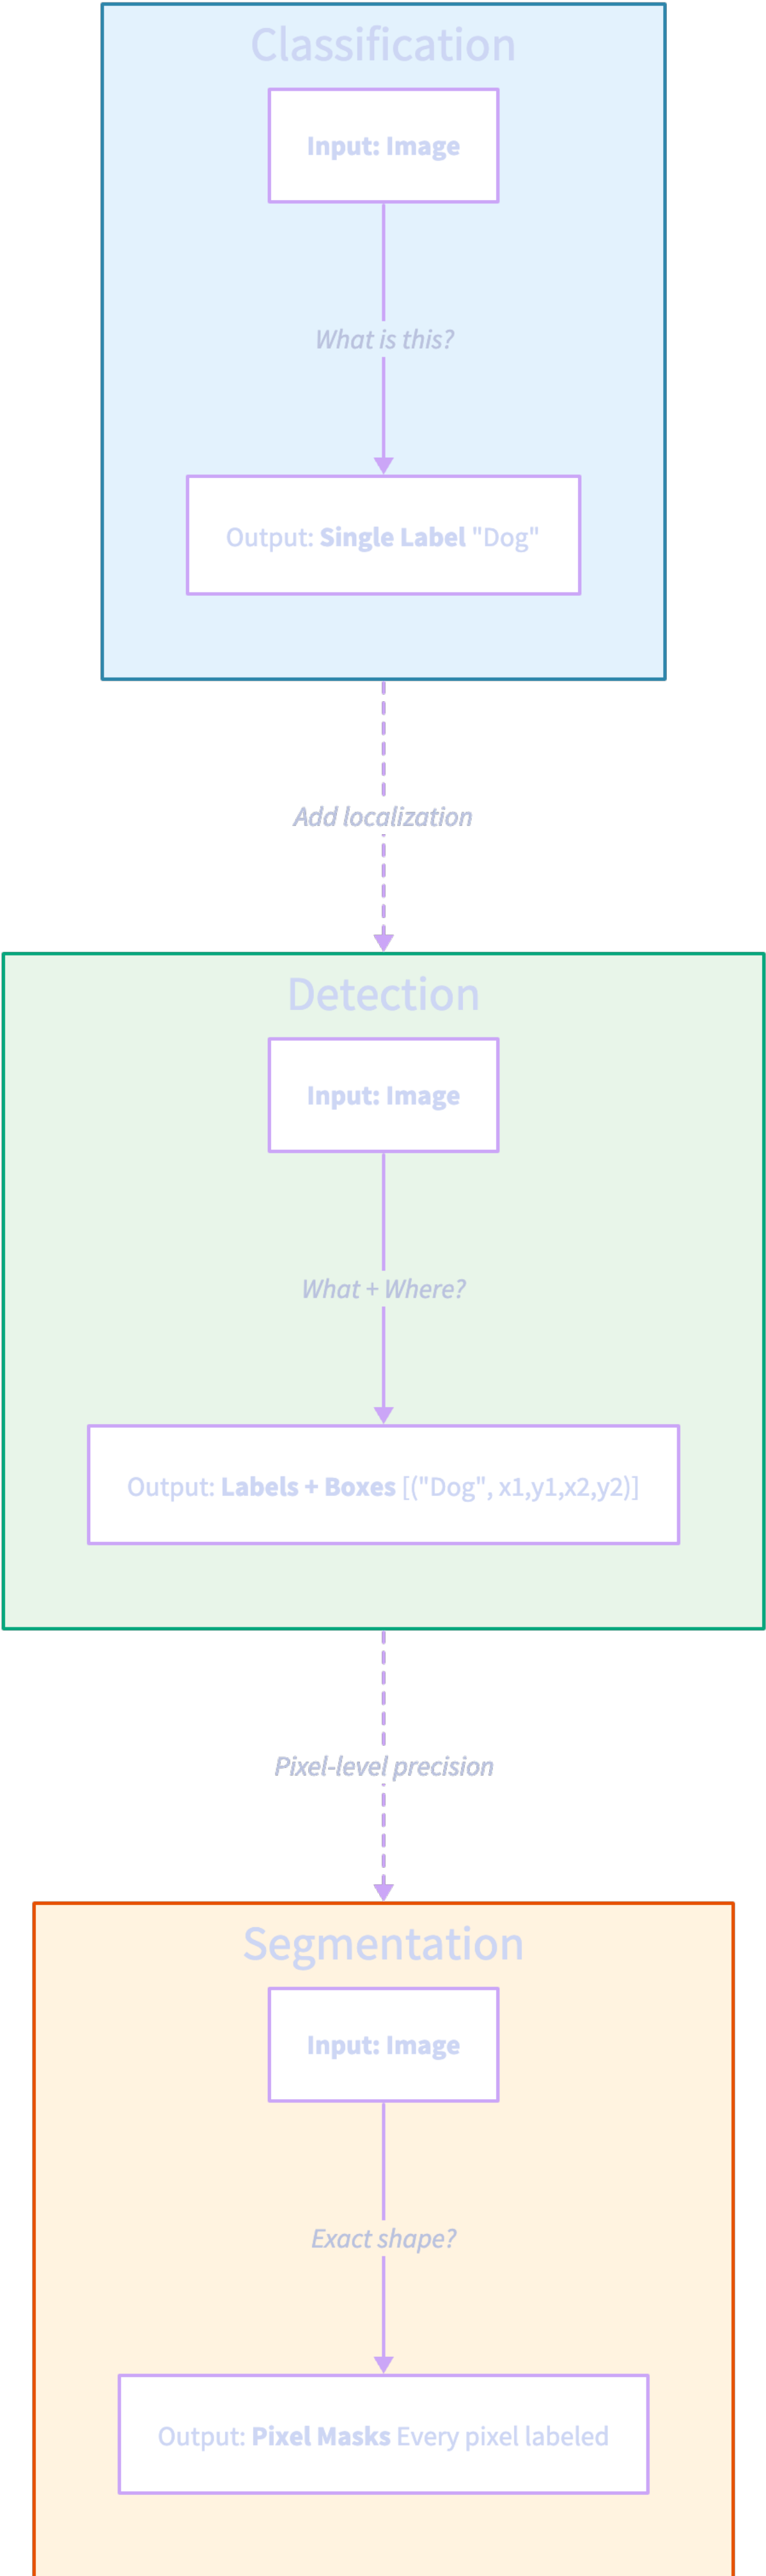 Classification
Input: Image
What is this?
Output: Single Label "Dog"
Add localization
Detection
Input: Image
What + Where?
Output: Labels + Boxes [("Dog", x1,y1,x2,y2)]
Pixel-level precision
Segmentation
Input: Image
Exact shape?
Output: Pixel Masks Every pixel labeled